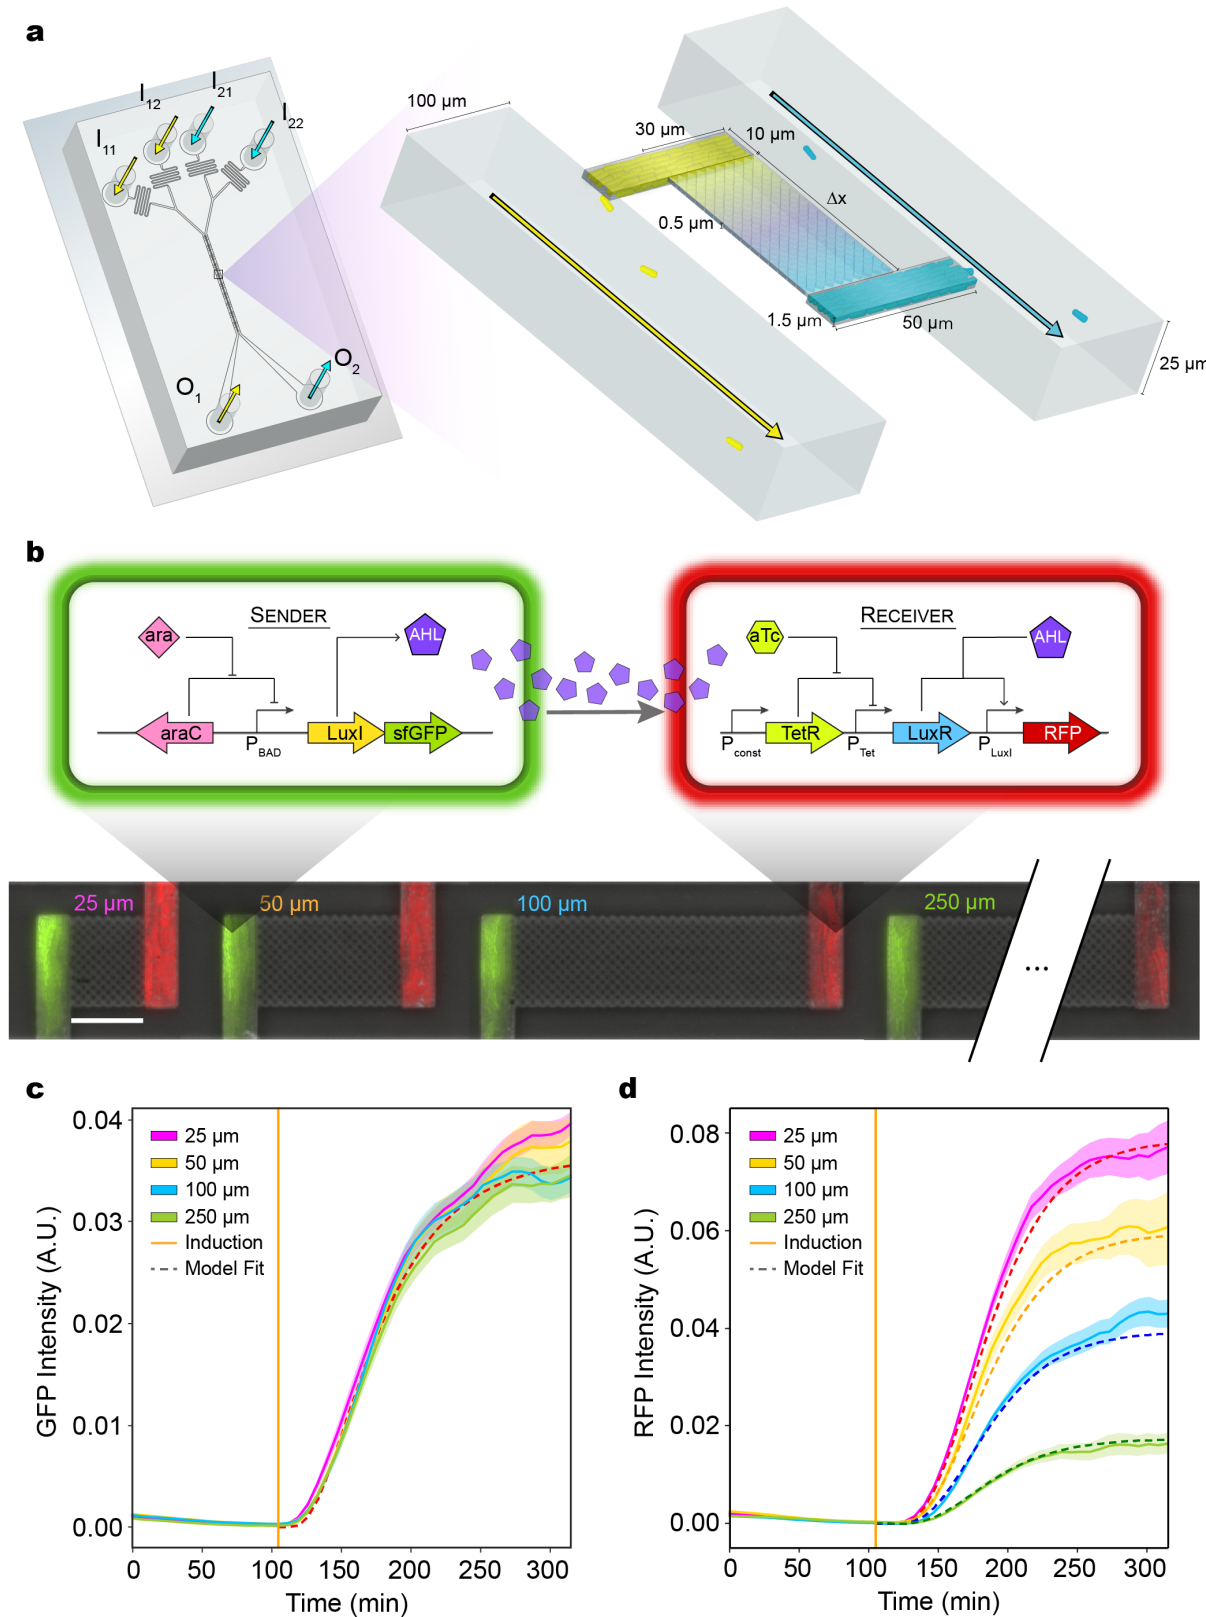 a
I11
I12
I21
I22
O1
O2
100 µm
30 µm
10 µm
Δx
0.5 µm
1.5 µm
50 µm
25 µm
b
SENDER
ara
AHL
araC
PBAD
LuxI
sfGFP
RECEIVER
aTc
AHL
Pconst
TetR
PTet
LuxR
PLuxI
RFP
25 µm
50 µm
100 µm
250 µm
...
c
GFP Intensity (A.U.)
0.04
0.03
0.02
0.01
0.00
25 µm
50 µm
100 µm
250 µm
Induction
Model Fit
0 50 100 150 200 250 300
Time (min)
d
RFP Intensity (A.U.)
0.08
0.06
0.04
0.02
0.00
25 µm
50 µm
100 µm
250 µm
Induction
Model Fit
0 50 100 150 200 250 300
Time (min)